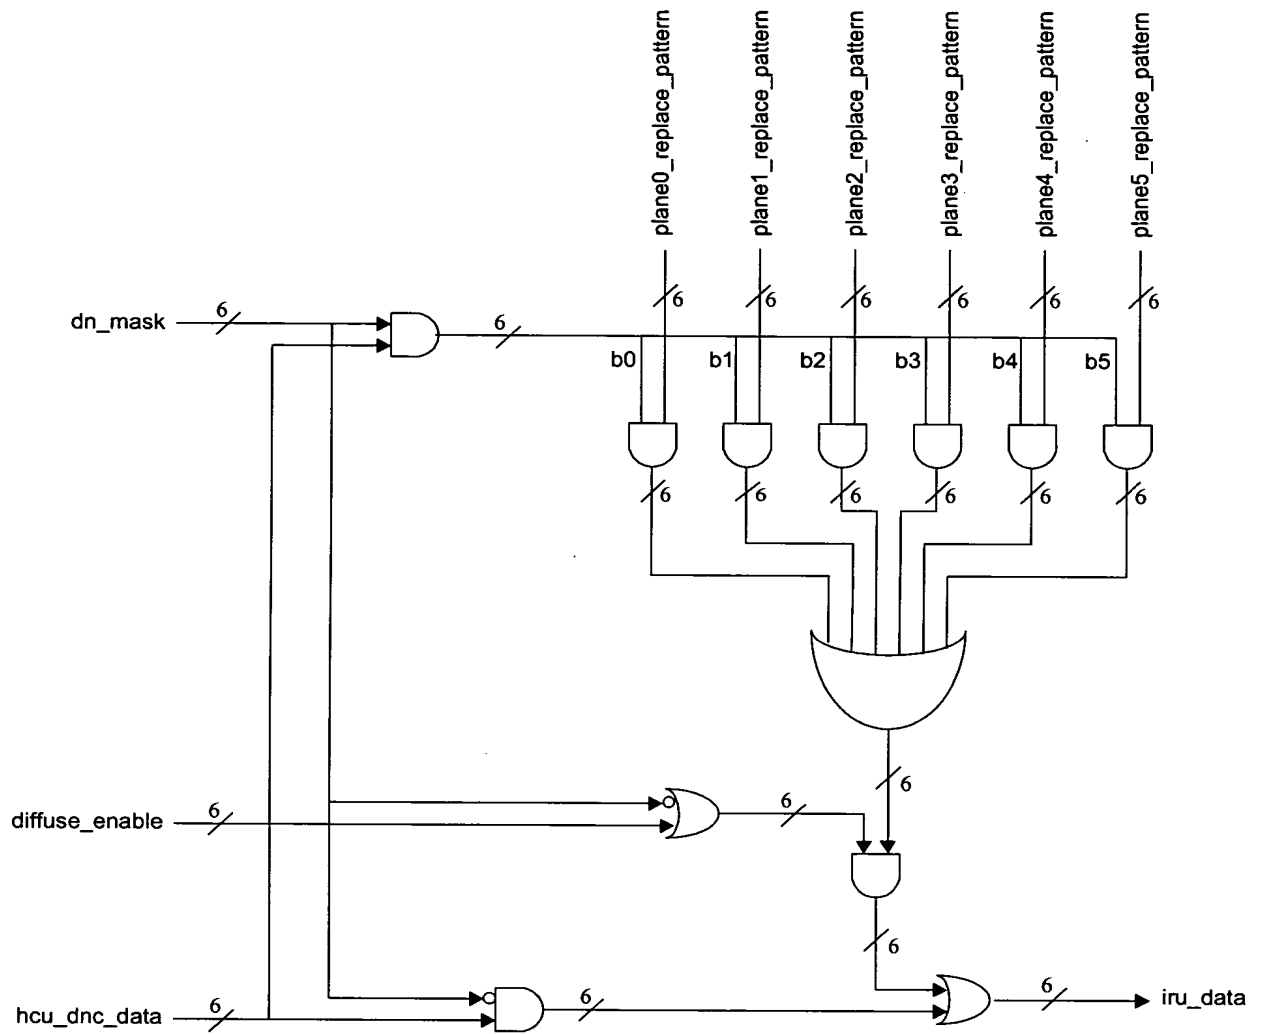 plane0_replace_pattern
plane1_replace_pattern
plane2_replace_pattern
plane3_replace_pattern
plane4_replace_pattern
plane5_replace_pattern
6 6 6 6 6 6
dn_mask 6 6
b0 b1 b2 b3 b4 b5
6 6 6 6 6 6
6
diffuse_enable 6 6
6
hcu_dnc_data 6 6 6 iru_data